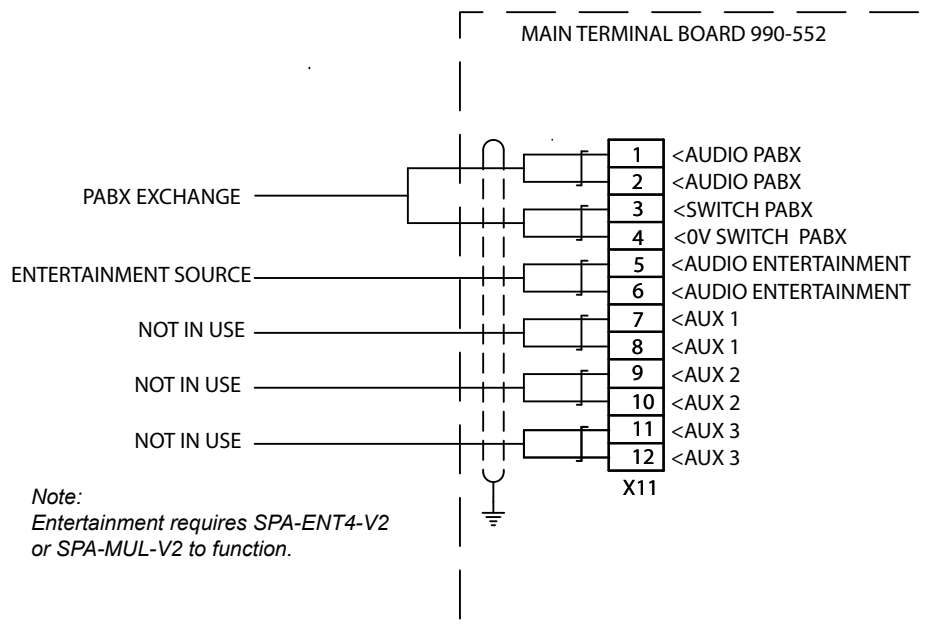 MAIN TERMINAL BOARD 990-552
1 <AUDIO PABX
2 <AUDIO PABX
PABX EXCHANGE
3 <SWITCH PABX
4 <0V SWITCH PABX
ENTERTAINMENT SOURCE
5 <AUDIO ENTERTAINMENT
6 <AUDIO ENTERTAINMENT
NOT IN USE
7 <AUX 1
8 <AUX 1
NOT IN USE
9 <AUX 2
10 <AUX 2
NOT IN USE
11 <AUX 3
12 <AUX 3
X11
Note:
Entertainment requires SPA-ENT4-V2
or SPA-MUL-V2 to function.